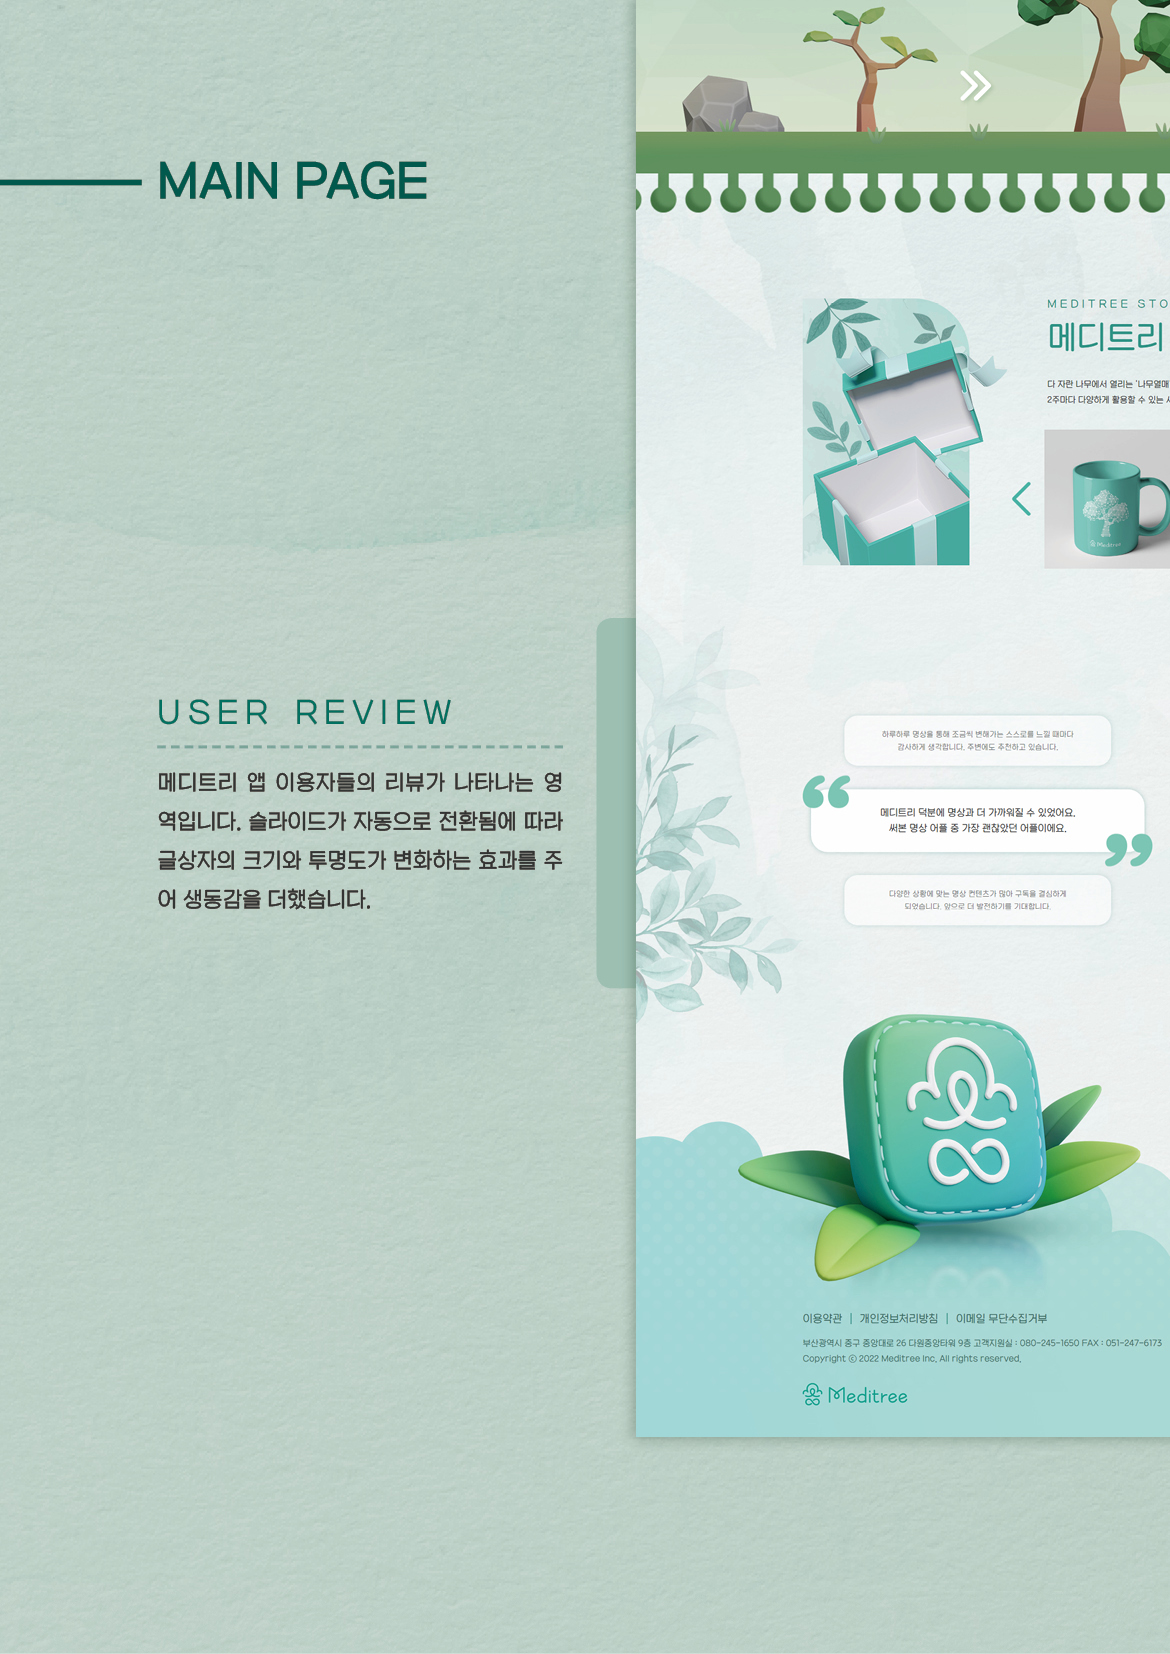 MAIN PAGE
USER REVIEW
메디트리 앱 이용자들의 리뷰가 나타나는 영
역입니다. 슬라이드가 자동으로 전환됨에 따라
글상자의 크기와 투명도가 변화하는 효과를 주
어 생동감을 더했습니다.
MEDITREE STO
메디트리
다 자란 나무에서 열리는 '나무열매'
2주마다 다양하게 활용할 수 있는
Meditree
하루하루 명상을 통해 조금씩 변해가는 스스로를 느낄 때마다
감사하게 생각합니다. 주변에도 추천하고 있습니다.
메디트리 덕분에 명상과 더 가까워질 수 있었어요.
써본 명상 어플 중 가장 괜찮았던 어플이에요.
다양한 상황에 맞는 명상 컨텐츠가 많아 구독을 결심하게
되었습니다. 앞으로 더 발전하기를 기대합니다.
이용약관 | 개인정보처리방침 | 이메일 무단수집거부
부산광역시 중구 중앙대로 26 다원중앙타워 9층 고객지원실 : 080-245-1650 FAX : 051-247-6173
Copyright ⓒ 2022 Meditree Inc. All rights reserved.
Meditree